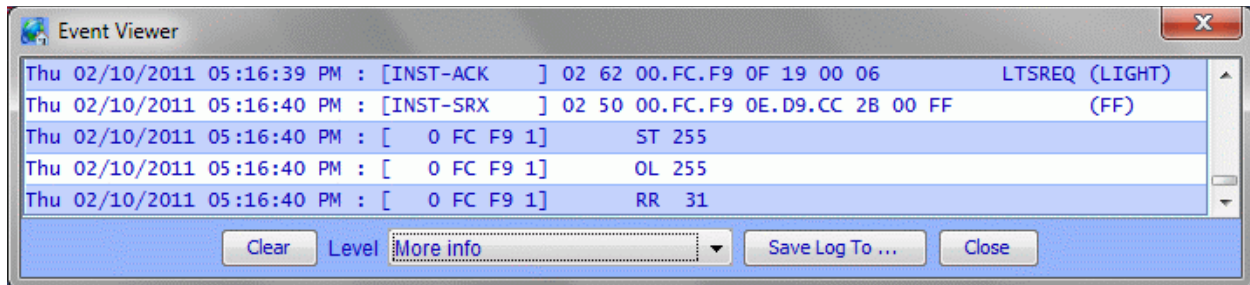 Event Viewer
Thu 02/10/2011 05:16:39 PM : [INST-ACK ] 02 62 00.FC.F9 0F 19 00 06 LTSREQ (LIGHT)
Thu 02/10/2011 05:16:40 PM : [INST-SRX ] 02 50 00.FC.F9 0E.D9.CC 2B 00 FF (FF)
Thu 02/10/2011 05:16:40 PM : [ 0 FC F9 1] ST 255
Thu 02/10/2011 05:16:40 PM : [ 0 FC F9 1] OL 255
Thu 02/10/2011 05:16:40 PM : [ 0 FC F9 1] RR 31
Clear Level More info Save Log To ... Close